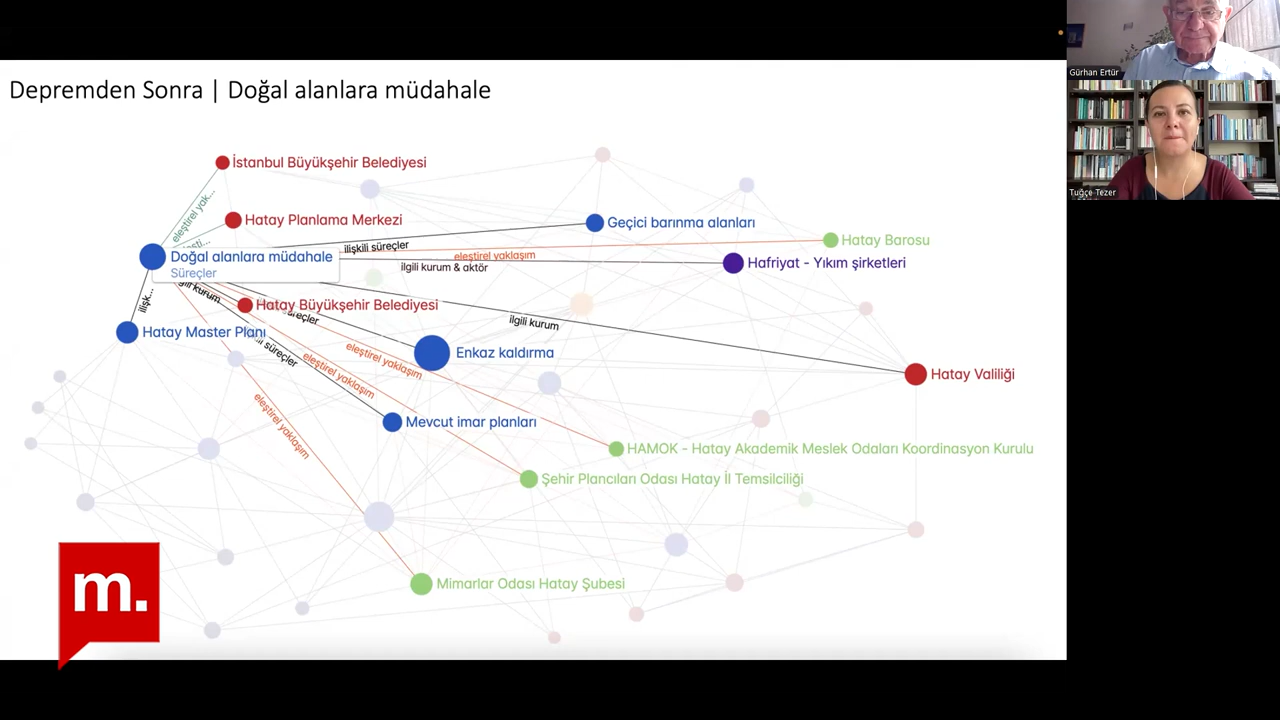 Depremden Sonra | Doğal alanlara müdahale
Gürhan Ertür
Tuğçe Tezer
İstanbul Büyükşehir Belediyesi
eleştirel yak...
Hatay Planlama Merkezi
Geçici barınma alanları
Hatay Barosu
ilişkili süreçler
eleştirel yaklaşım
Doğal alanlara müdahale
Süreçler
ilgili kurum & aktör
Hafriyat - Yıkım şirketleri
ilişk...
Hatay Büyükşehir Belediyesi
ilgili kurum
Hatay Master Planı
Enkaz kaldırma
eleştirel yaklaşım
eleştirel yaklaşım
Hatay Valiliği
eleştirel yaklaşım
Mevcut imar planları
HAMOK - Hatay Akademik Meslek Odaları Koordinasyon Kurulu
Şehir Plancıları Odası Hatay İl Temsilciliği
Mimarlar Odası Hatay Şubesi
m.